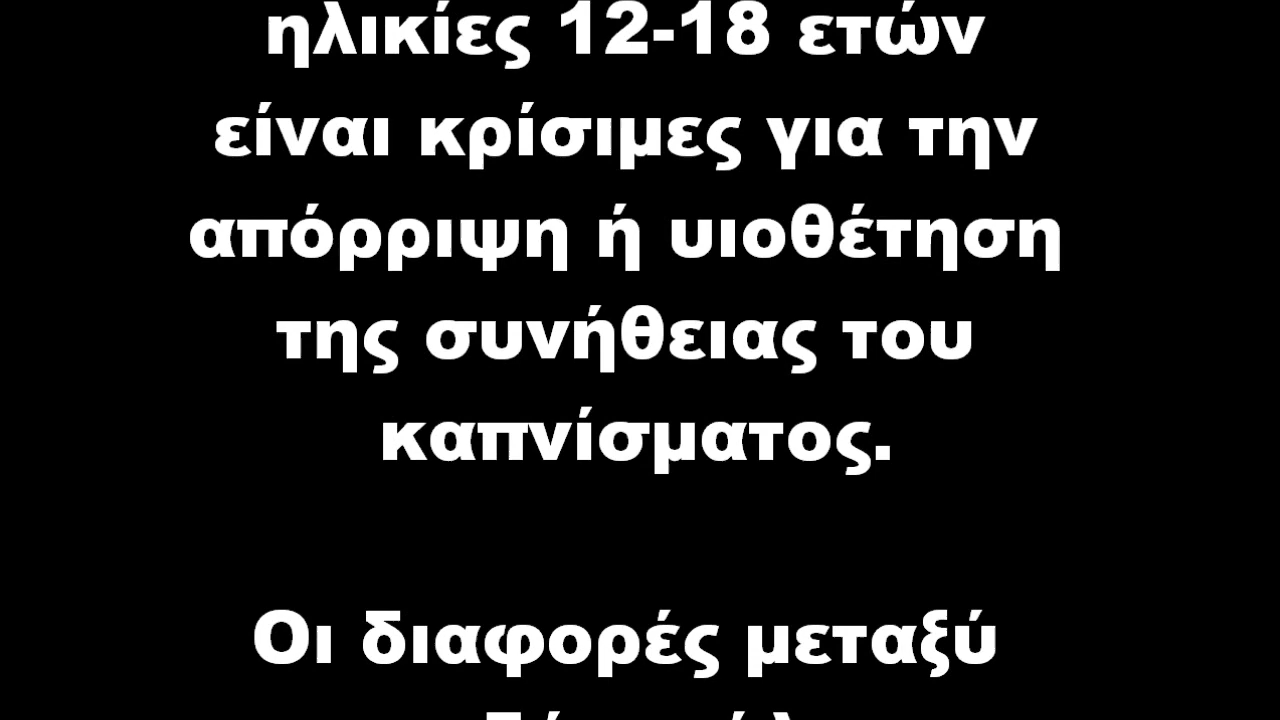 ηλικίες 12-18 ετών
είναι κρίσιμες για την
απόρριψη ή υιοθέτηση
της συνήθειας του
καπνίσματος.
Οι διαφορές μεταξύ